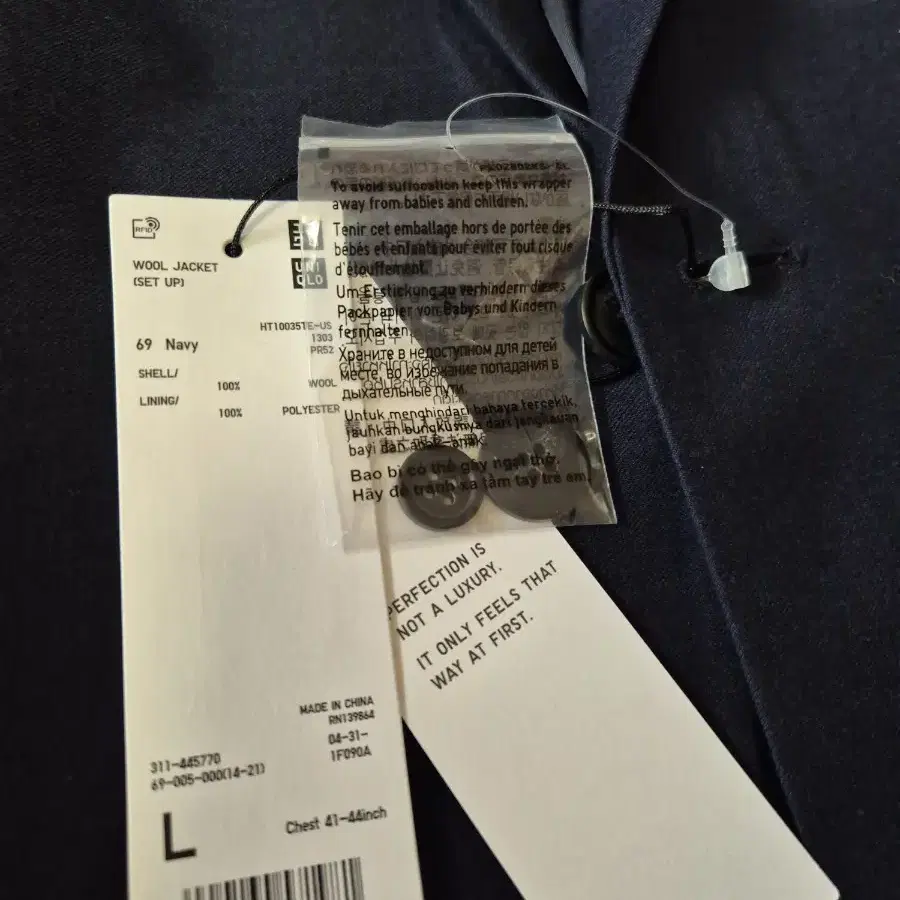 RFID
WOOL JACKET
(SET UP)
UNI
QLO
HT10035TE-US
1303
PR52
69 Navy
SHELL/
100% WOOL
LINING/
100% POLYESTER
MADE IN CHINA
RN139864
04-31-
1F090A
311-445770
69-005-000(14-21)
L
Chest 41-44inch
To avoid suffocation keep this wrapper
away from babies and children.
Tenir cet emballage hors de portée des
bébés et enfants pour éviter tout risque
d'étouffement.
Um Erstickung zu verhindern dieses
Packpapier von Babys und Kindern
fernhalten.
Храните в недоступном для детей
месте, во избежание попадания в
дыхательные пути.
Untuk menghindari bahaya tercekik,
jauhkan bungkusnya dari jangkauan
bayi dan anak-anak.
Bao bì có thể gây ngạt thở.
Hãy để tránh xa tầm tay trẻ em.
PERFECTION IS
NOT A LUXURY.
IT ONLY FEELS THAT
WAY AT FIRST.